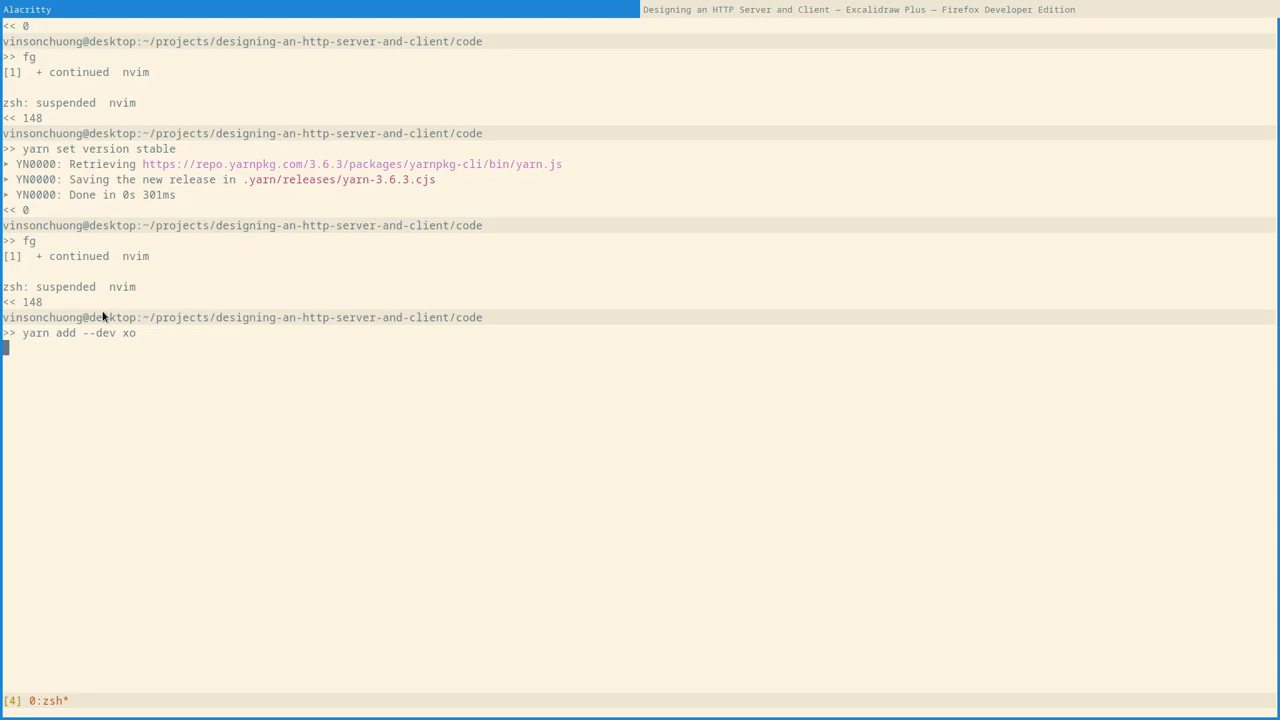 Alacritty
Designing an HTTP Server and Client — Excalidraw Plus — Firefox Developer Edition
<< 0
vinsonchuong@desktop:~/projects/designing-an-http-server-and-client/code
>> fg
[1]  + continued  nvim
zsh: suspended  nvim
<< 148
vinsonchuong@desktop:~/projects/designing-an-http-server-and-client/code
>> yarn set version stable
➤ YN0000: Retrieving https://repo.yarnpkg.com/3.6.3/packages/yarnpkg-cli/bin/yarn.js
➤ YN0000: Saving the new release in .yarn/releases/yarn-3.6.3.cjs
➤ YN0000: Done in 0s 301ms
<< 0
vinsonchuong@desktop:~/projects/designing-an-http-server-and-client/code
>> fg
[1]  + continued  nvim
zsh: suspended  nvim
<< 148
vinsonchuong@desktop:~/projects/designing-an-http-server-and-client/code
>> yarn add --dev xo
[4] 0:zsh*